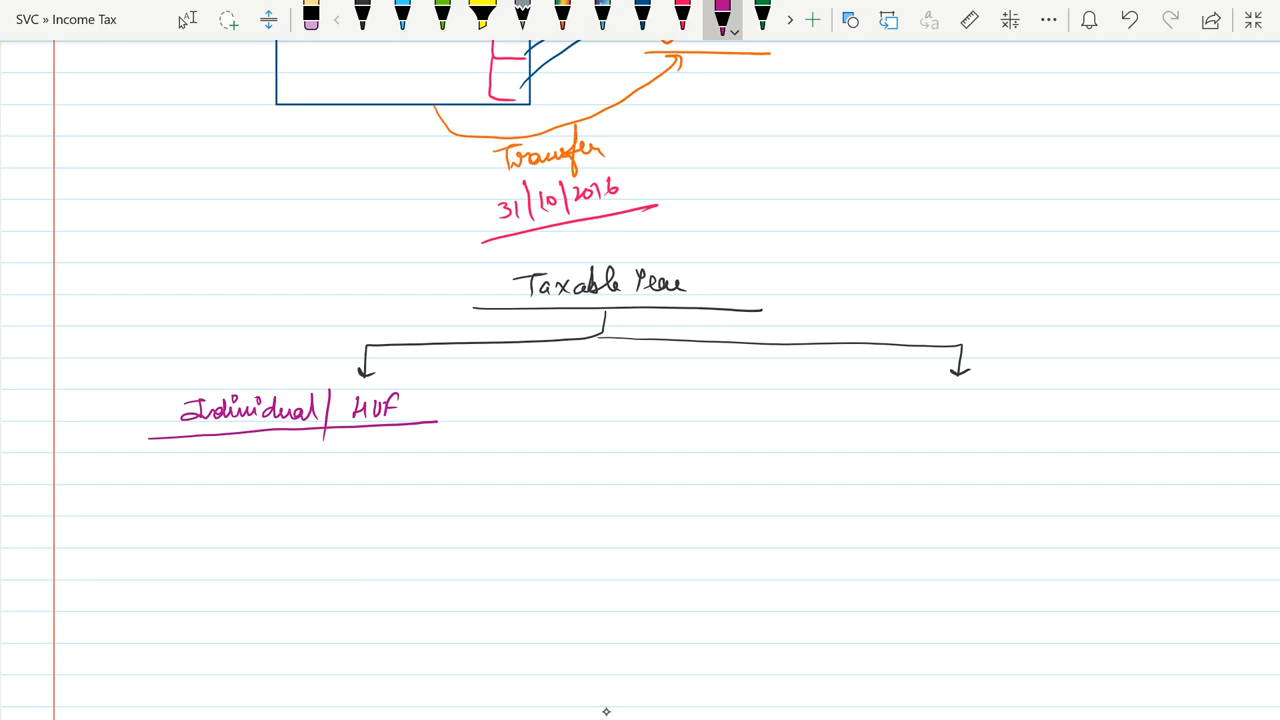 SVC » Income Tax
Transfer
31/10/2016
Taxable Year
Individual / HUF